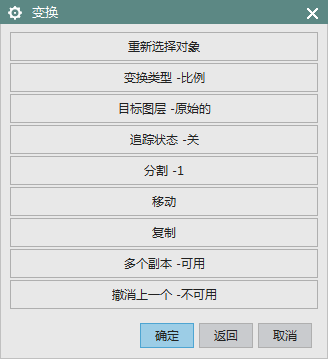 变换
重新选择对象
变换类型 -比例
目标图层 -原始的
追踪状态 -关
分割 -1
移动
复制
多个副本 -可用
撤消上一个 -不可用
确定 返回 取消